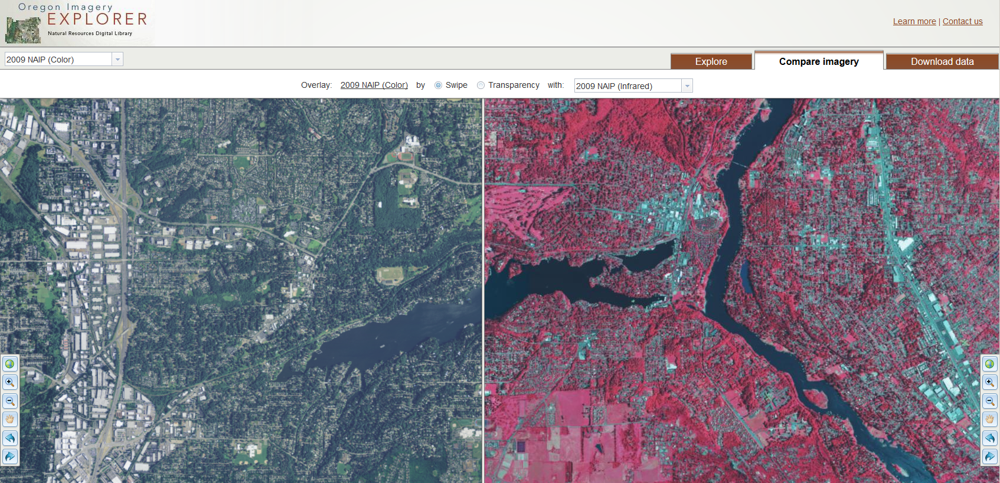 Oregon Imagery
EXPLORER
Natural Resources Digital Library
Learn more | Contact us
2009 NAIP (Color)
Explore
Compare imagery
Download data
Overlay: 2009 NAIP (Color) by Swipe Transparency with: 2009 NAIP (Infrared)